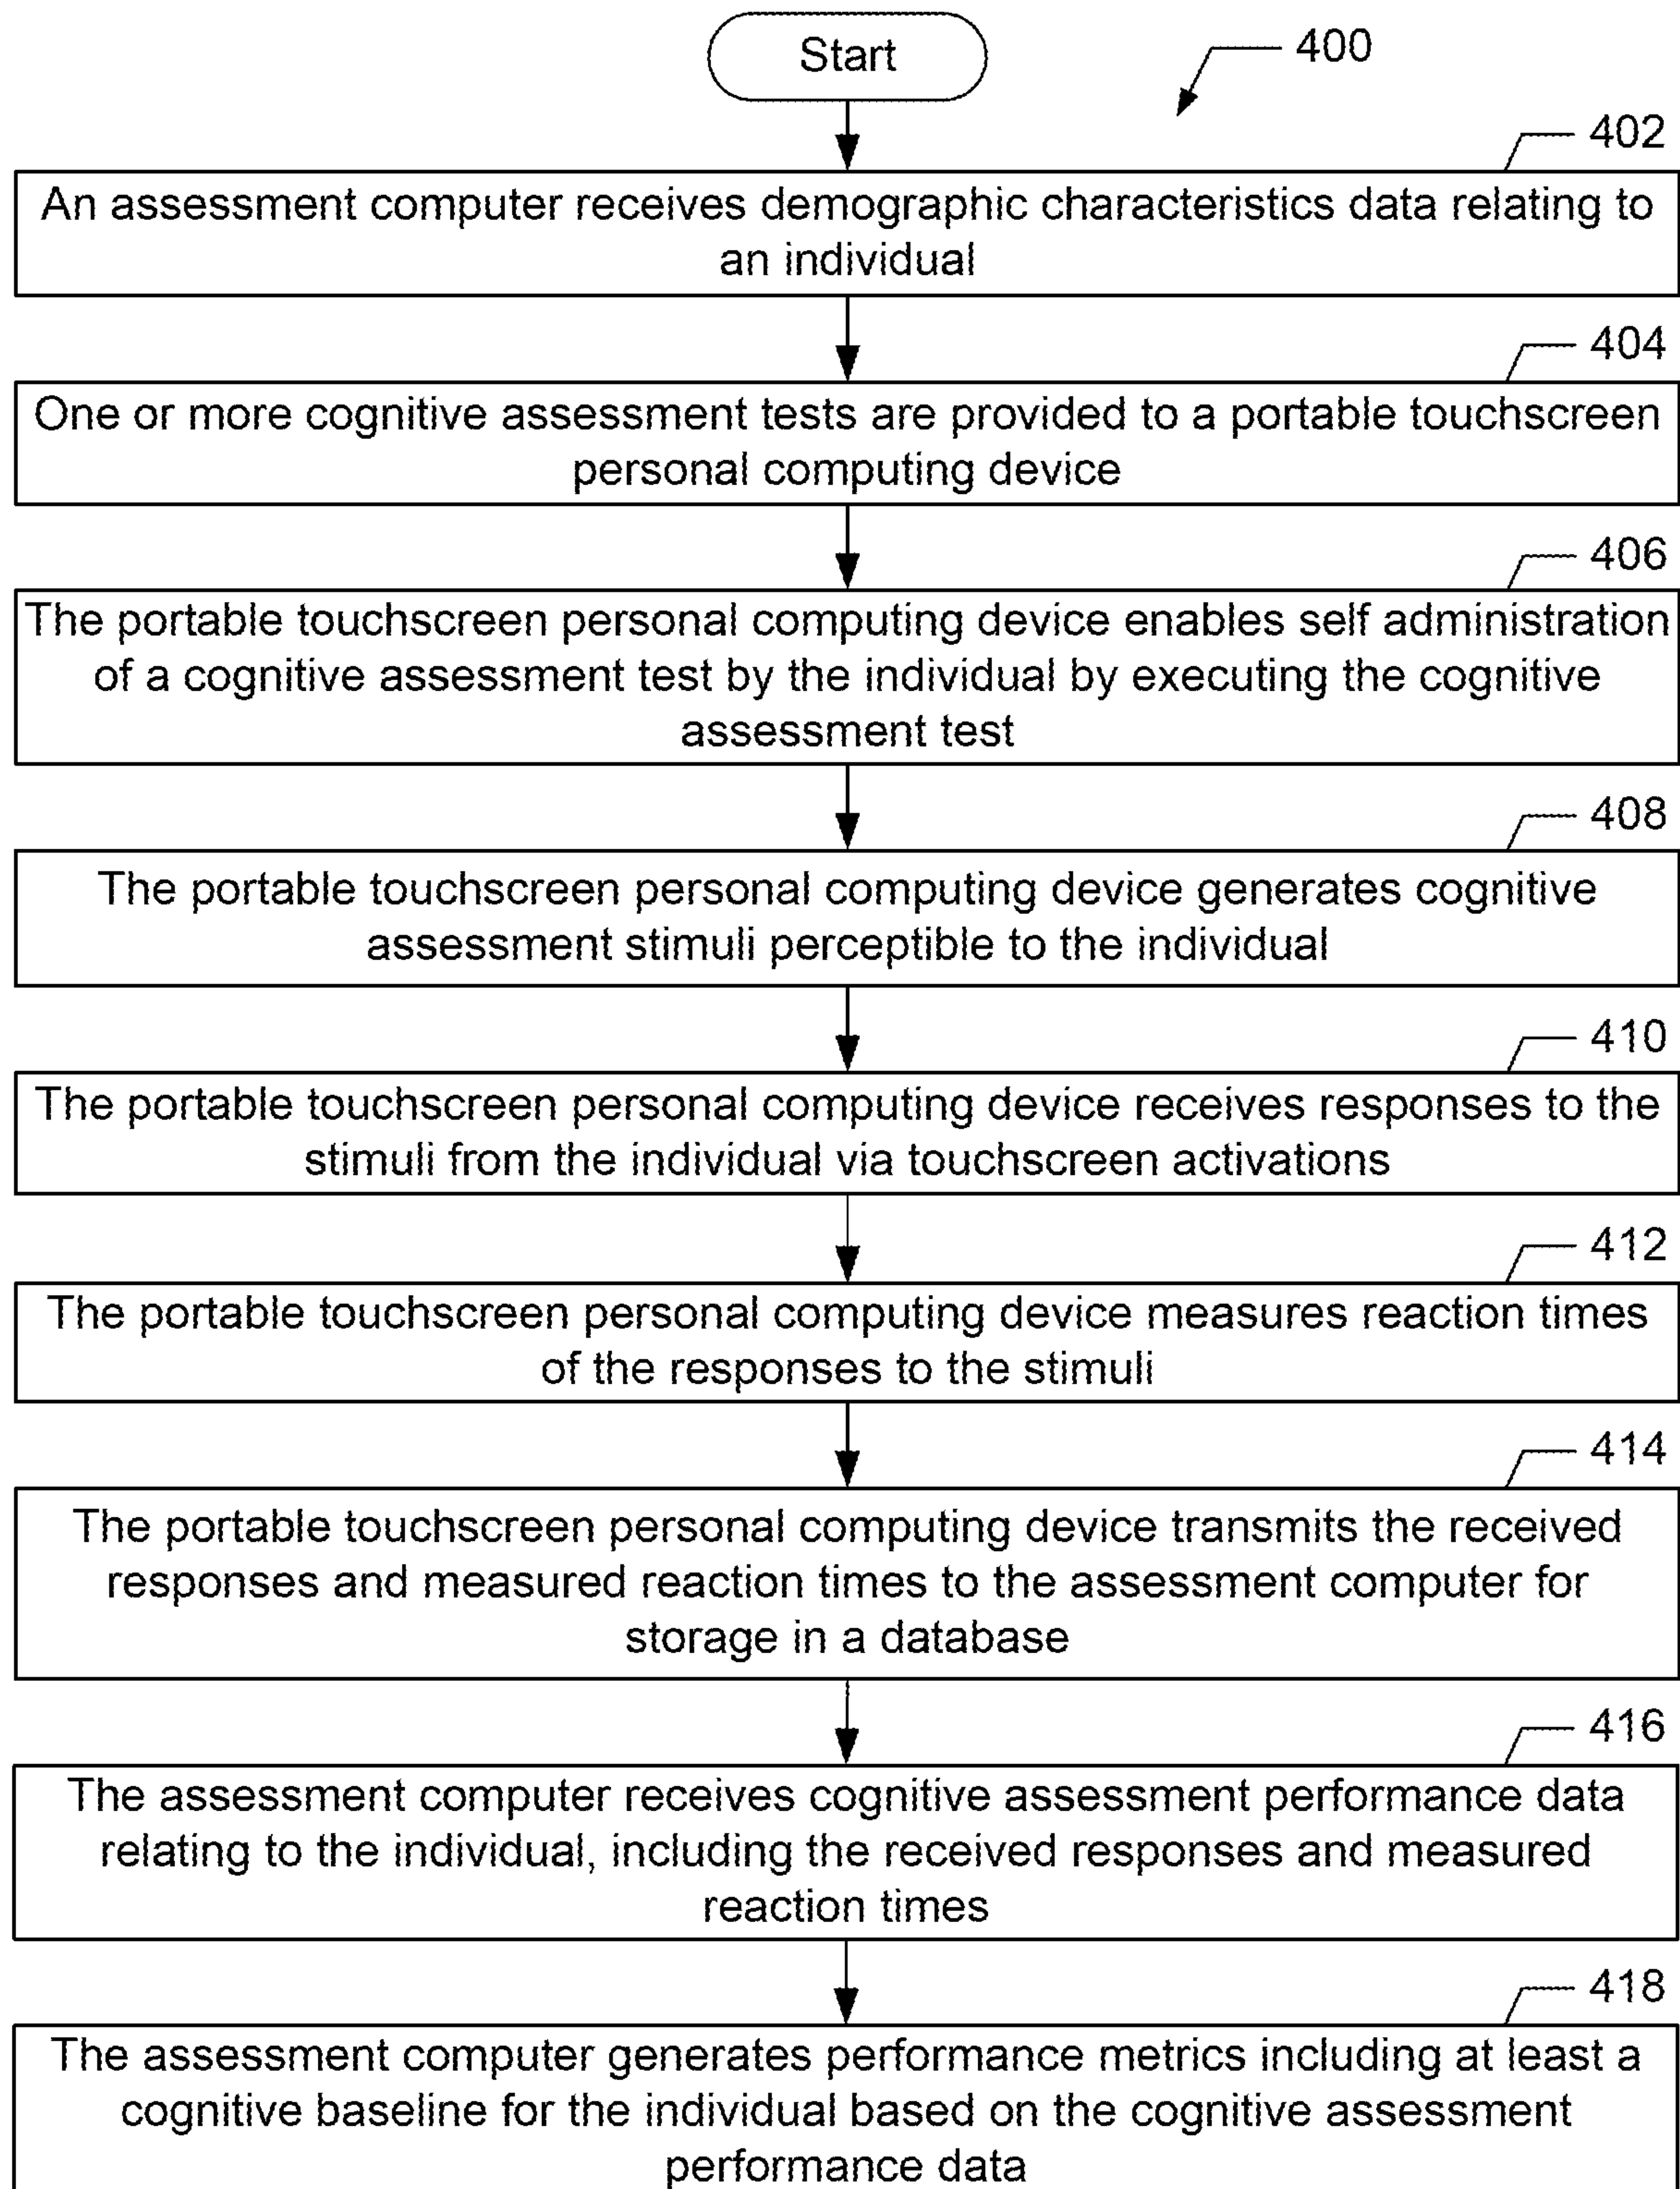 Start
400
402
An assessment computer receives demographic characteristics data relating to
an individual
404
One or more cognitive assessment tests are provided to a portable touchscreen
personal computing device
406
The portable touchscreen personal computing device enables self administration
of a cognitive assessment test by the individual by executing the cognitive
assessment test
408
The portable touchscreen personal computing device generates cognitive
assessment stimuli perceptible to the individual
410
The portable touchscreen personal computing device receives responses to the
stimuli from the individual via touchscreen activations
412
The portable touchscreen personal computing device measures reaction times
of the responses to the stimuli
414
The portable touchscreen personal computing device transmits the received
responses and measured reaction times to the assessment computer for
storage in a database
416
The assessment computer receives cognitive assessment performance data
relating to the individual, including the received responses and measured
reaction times
418
The assessment computer generates performance metrics including at least a
cognitive baseline for the individual based on the cognitive assessment
performance data